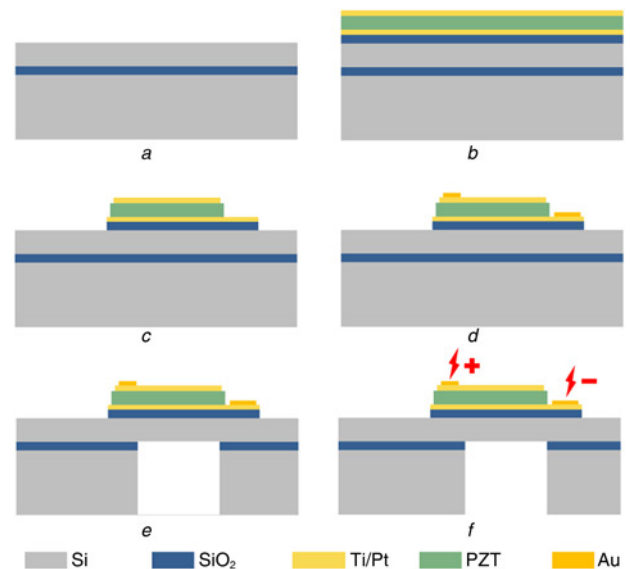 a b
c d
+ −
e f
Si SiO₂ Ti/Pt PZT Au